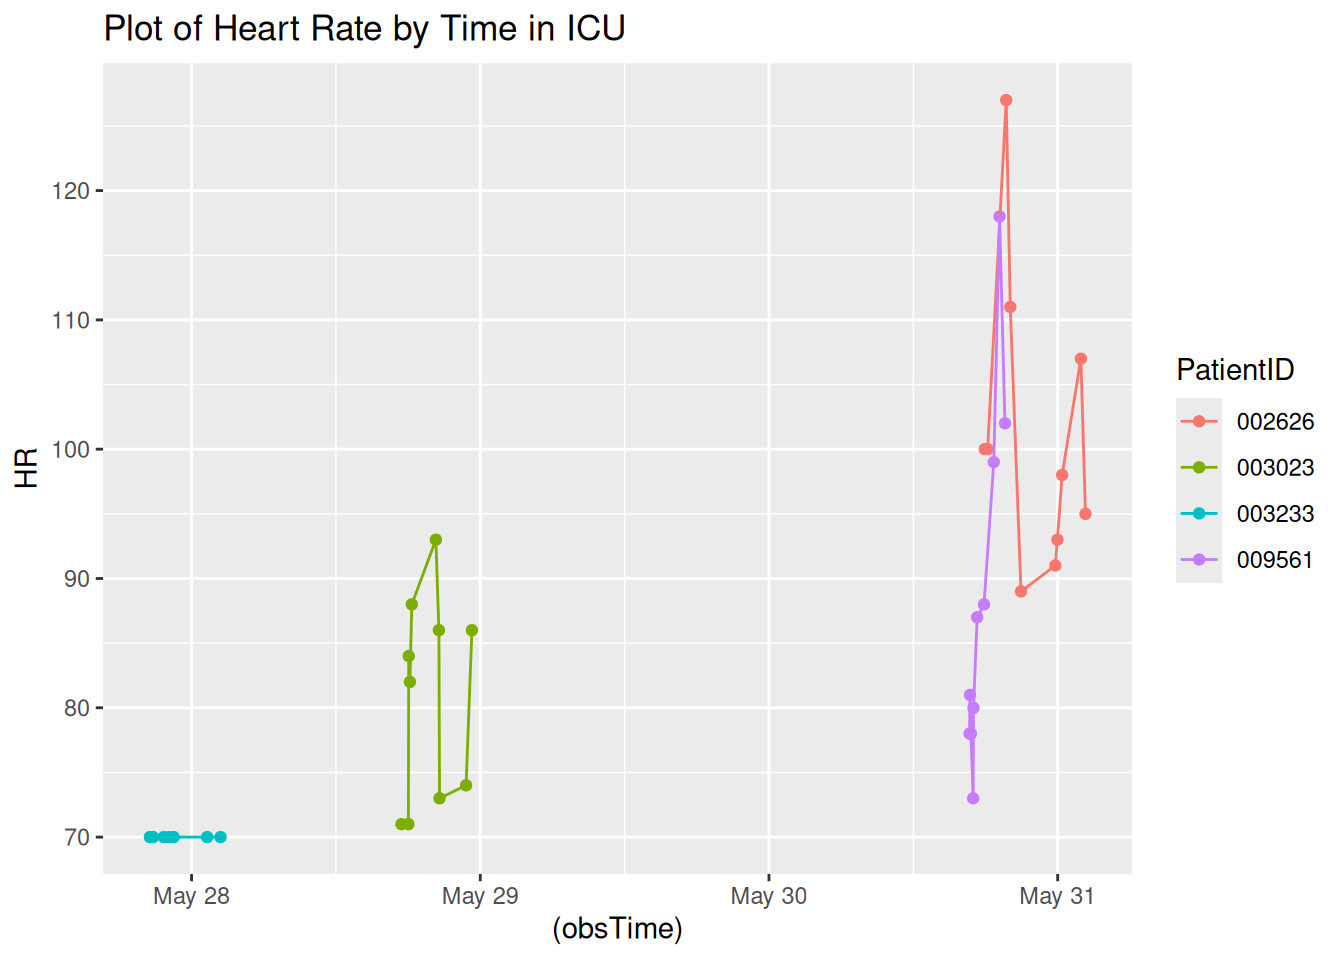 Plot of Heart Rate by Time in ICU
120
110
100
90
80
70
HR
May 28
May 29
May 30
May 31
(obsTime)
PatientID
002626
003023
003233
009561